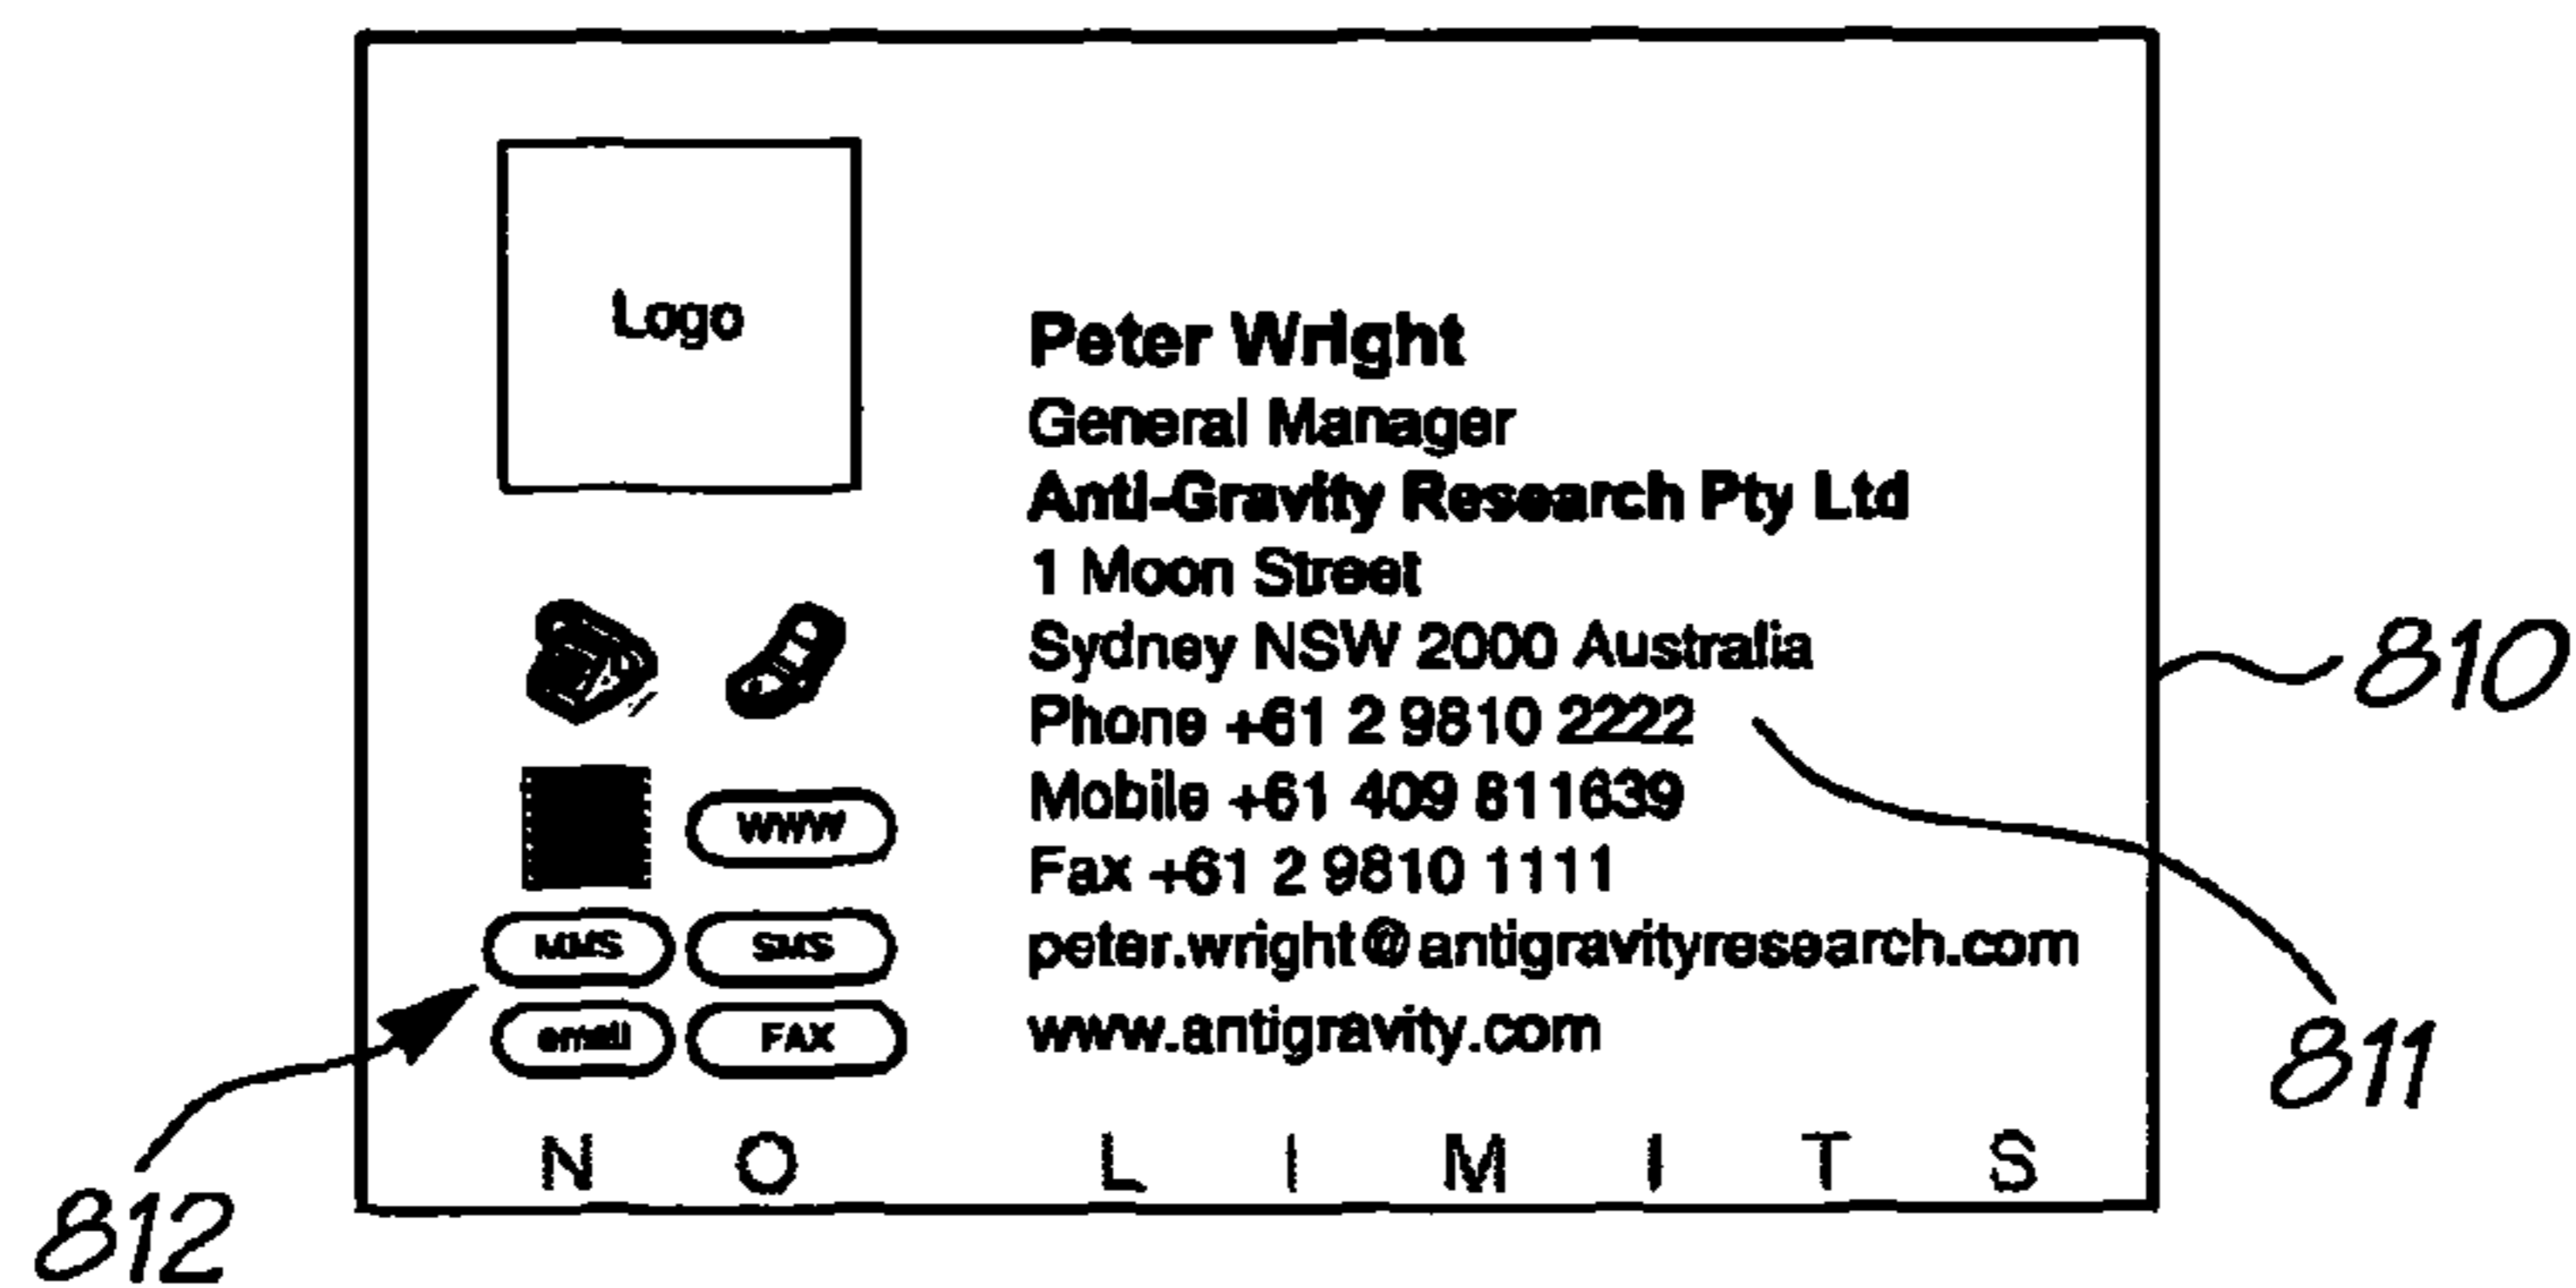 Logo
Peter Wright
General Manager
Anti-Gravity Research Pty Ltd
1 Moon Street
Sydney NSW 2000 Australia
Phone +61 2 9810 2222
Mobile +61 409 811639
Fax +61 2 9810 1111
peter.wright@antigravityresearch.com
www.antigravity.com
WWW
MMS SMS
email FAX
N O L I M I T S
810
811
812